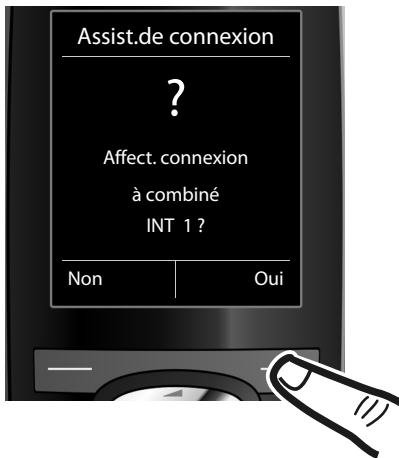 Assist.de connexion
?
Affect. connexion
à combiné
INT 1 ?
Non Oui